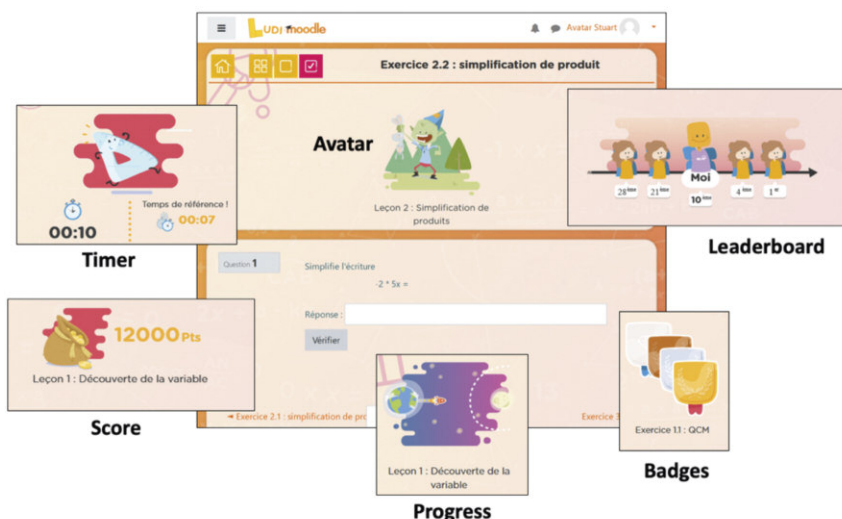 LUDI moodle
Avatar Stuart
Exercice 2.2 : simplification de produit
Avatar
Leçon 2 : Simplification de
produits
Temps de référence !
00:10
00:07
Timer
Moi
28ème
21ème
10ème
4ème
1er
Leaderboard
Question 1
Simplifie l'écriture
-2 * 5x =
Réponse :
Vérifier
12000 Pts
Leçon 1 : Découverte de la variable
Score
◄ Exercice 2.1 : simplification de pro
Exercice 3
Leçon 1 : Découverte de la
variable
Progress
Exercice 1.1 : QCM
Badges